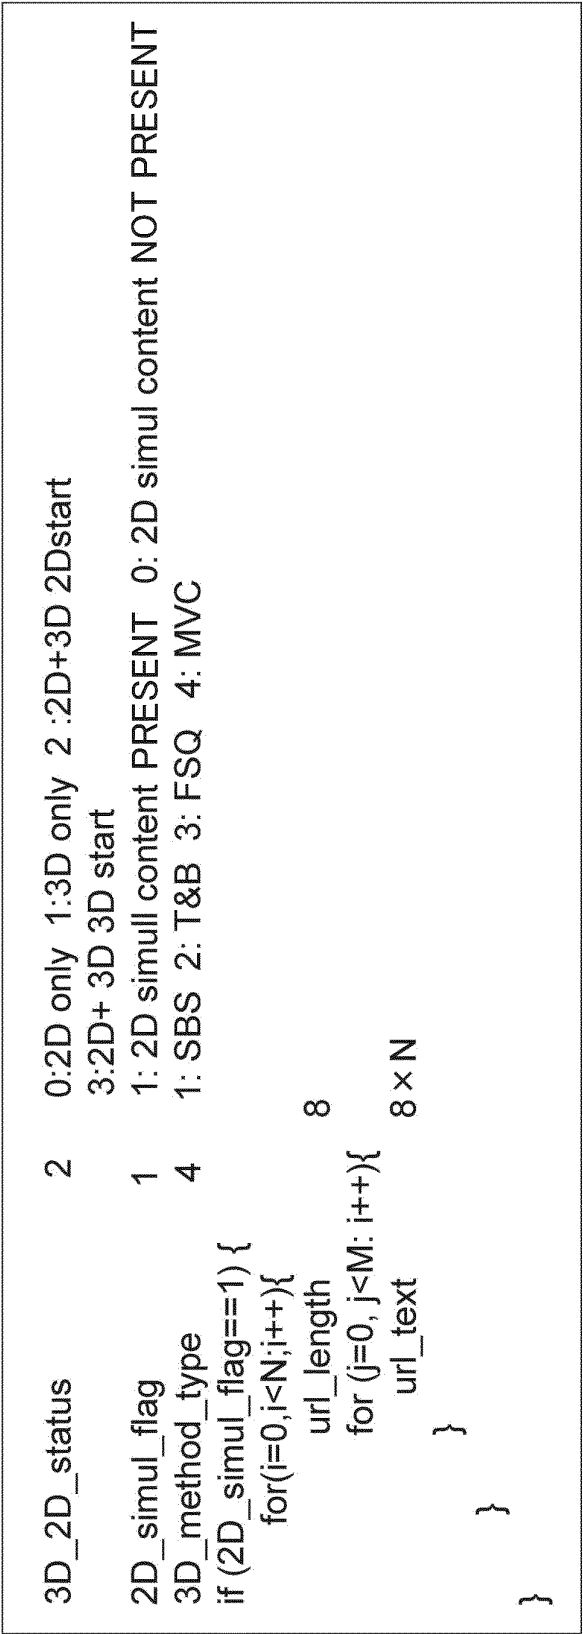 3D_2D_status 2 0:2D only 1:3D only 2 :2D+3D 2Dstart
3:2D+ 3D 3D start
2D_simul_flag 1 1: 2D simull content PRESENT 0: 2D simul content NOT PRESENT
3D_method_type 4 1: SBS 2: T&B 3: FSQ 4: MVC
if (2D_simul_flag==1) {
for(i=0,i<N;i++){
url_length 8
for (j=0, j<M: i++){
url_text 8×N
}
}
}